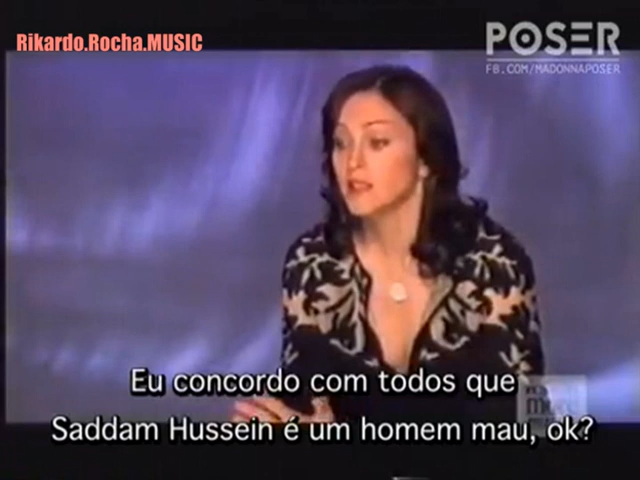 Rikardo.Rocha.MUSIC
POSER
FB.COM/MADONNAPOSER
Eu concordo com todos que
Saddam Hussein é um homem mau, ok?